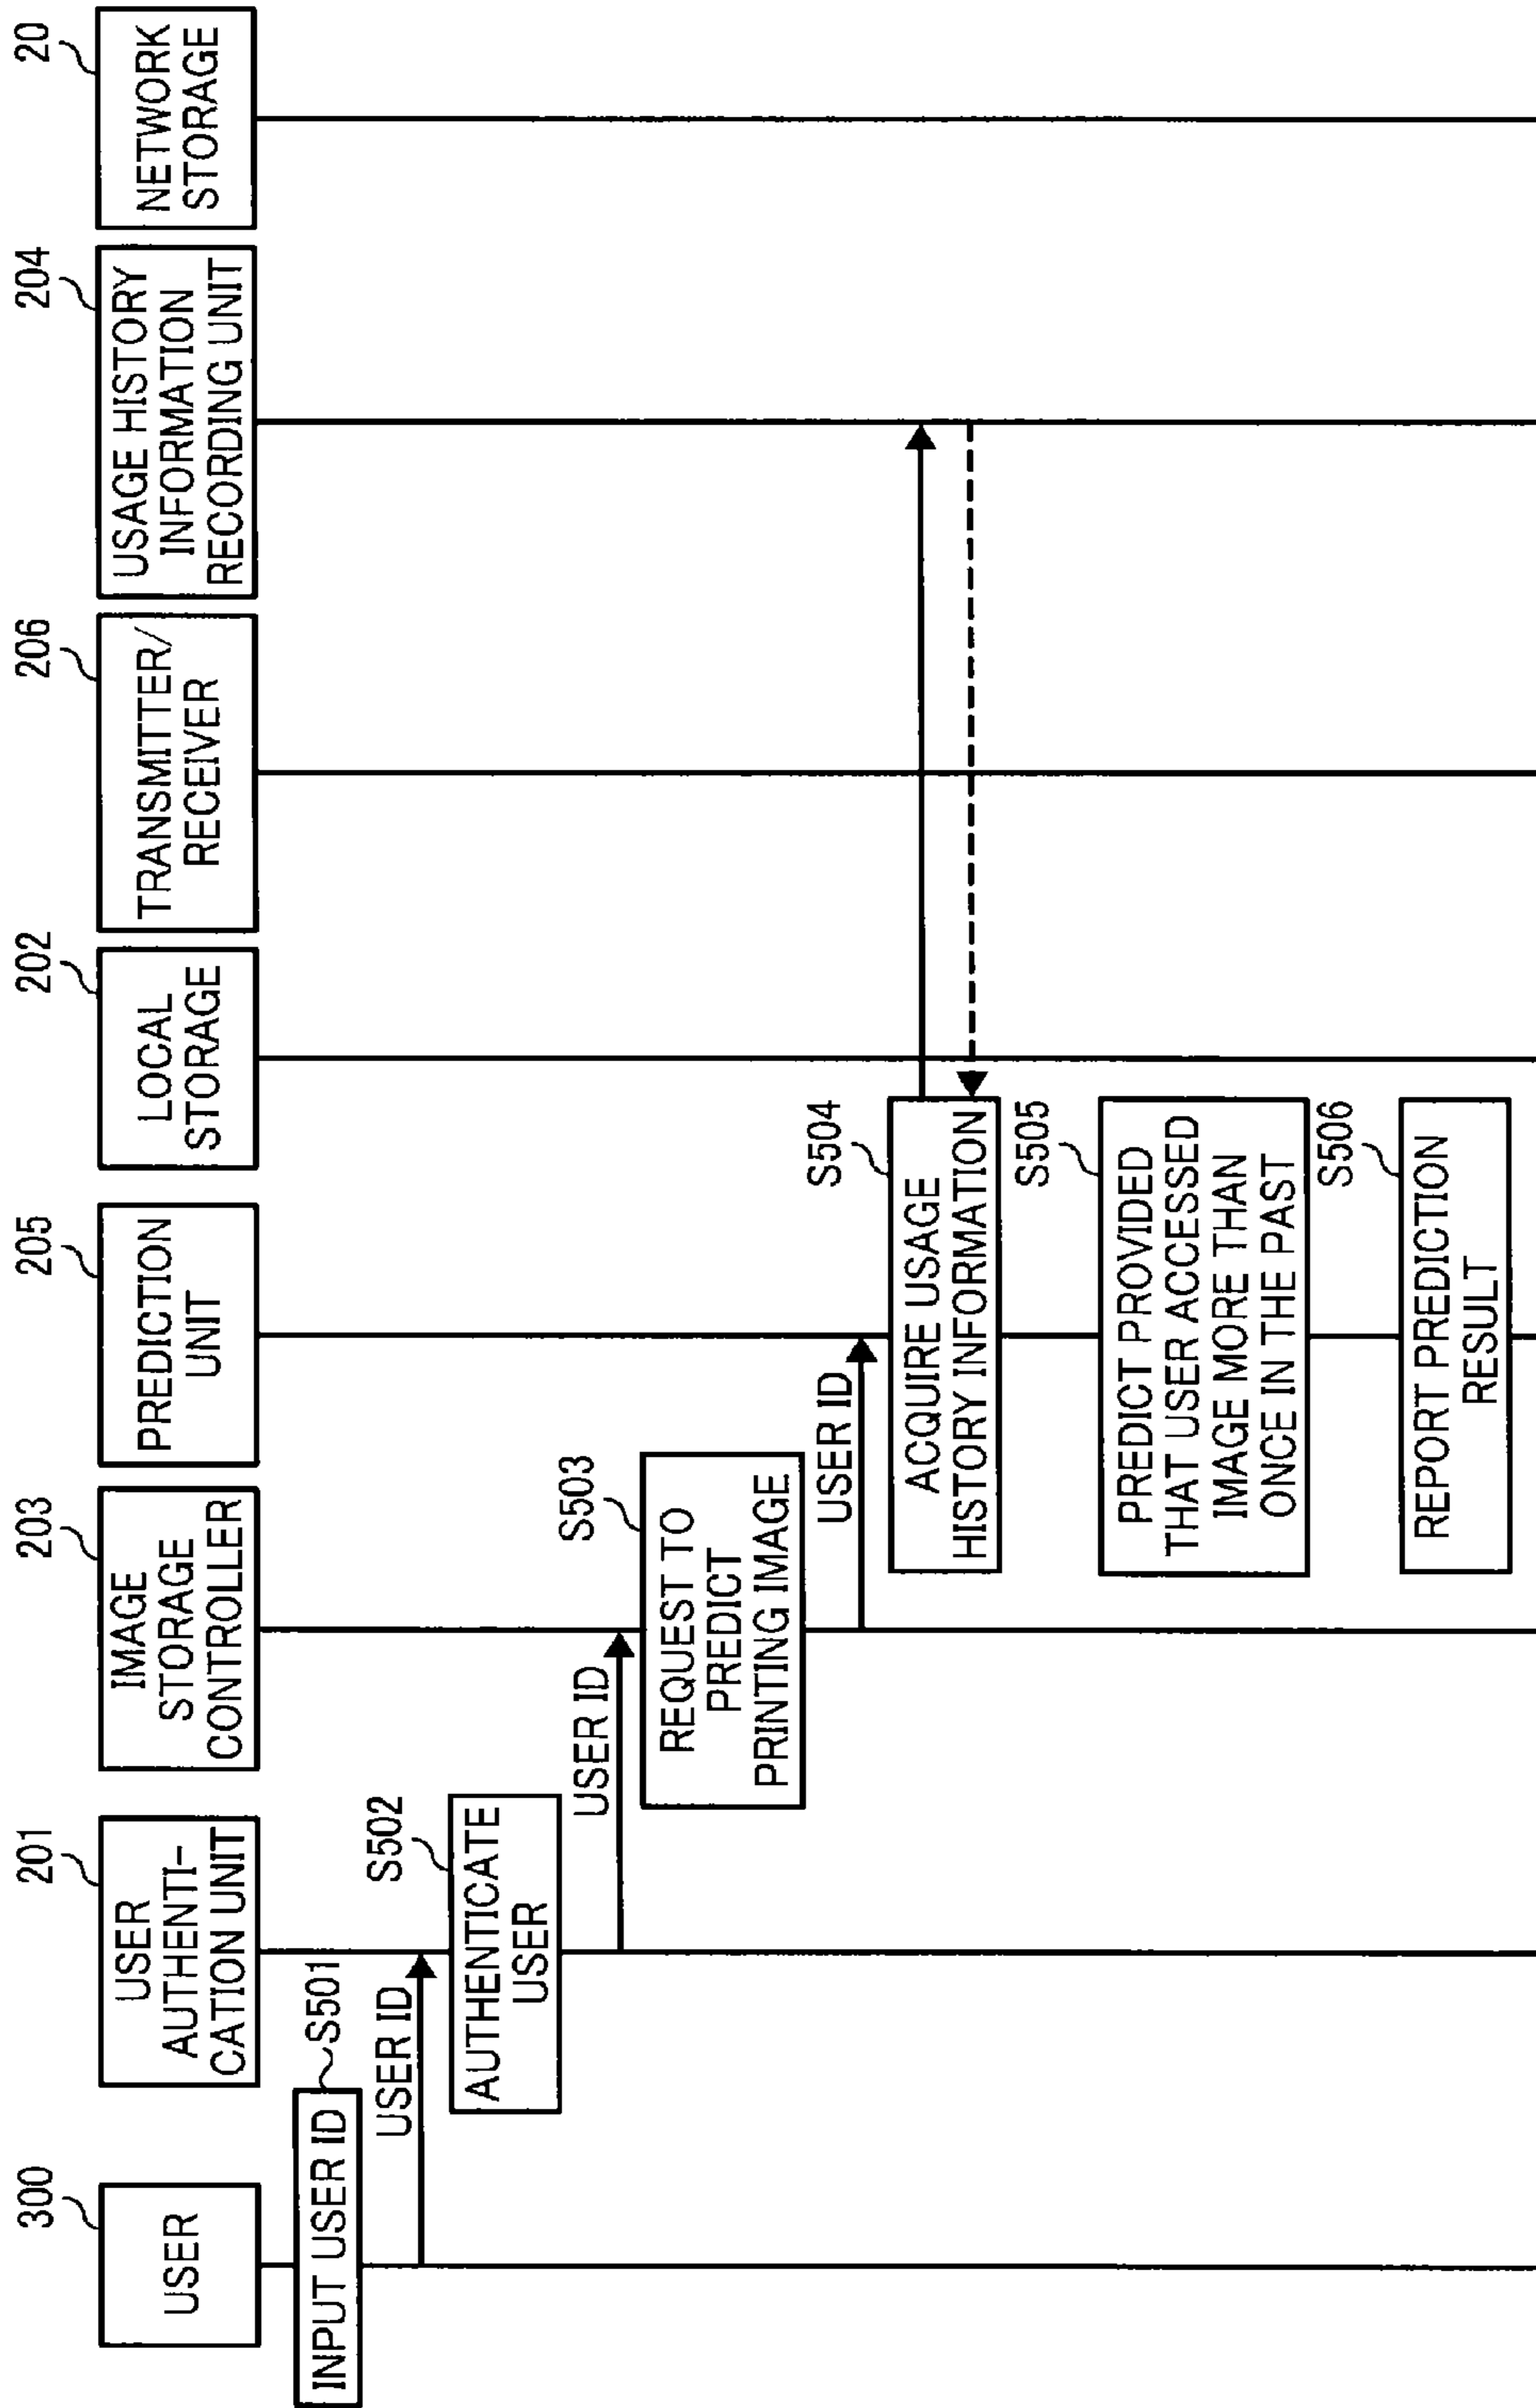 300
USER
201
USER
AUTHENTI-
CATION UNIT
203
IMAGE
STORAGE
CONTROLLER
205
PREDICTION
UNIT
202
LOCAL
STORAGE
206
TRANSMITTER/
RECEIVER
204
USAGE HISTORY
INFORMATION
RECORDING UNIT
20
NETWORK
STORAGE
INPUT USER ID
S501
USER ID
S502
AUTHENTICATE
USER
USER ID
S503
REQUEST TO
PREDICT
PRINTING IMAGE
USER ID
S504
ACQUIRE USAGE
HISTORY INFORMATION
S505
PREDICT PROVIDED
THAT USER ACCESSED
IMAGE MORE THAN
ONCE IN THE PAST
S506
REPORT PREDICTION
RESULT